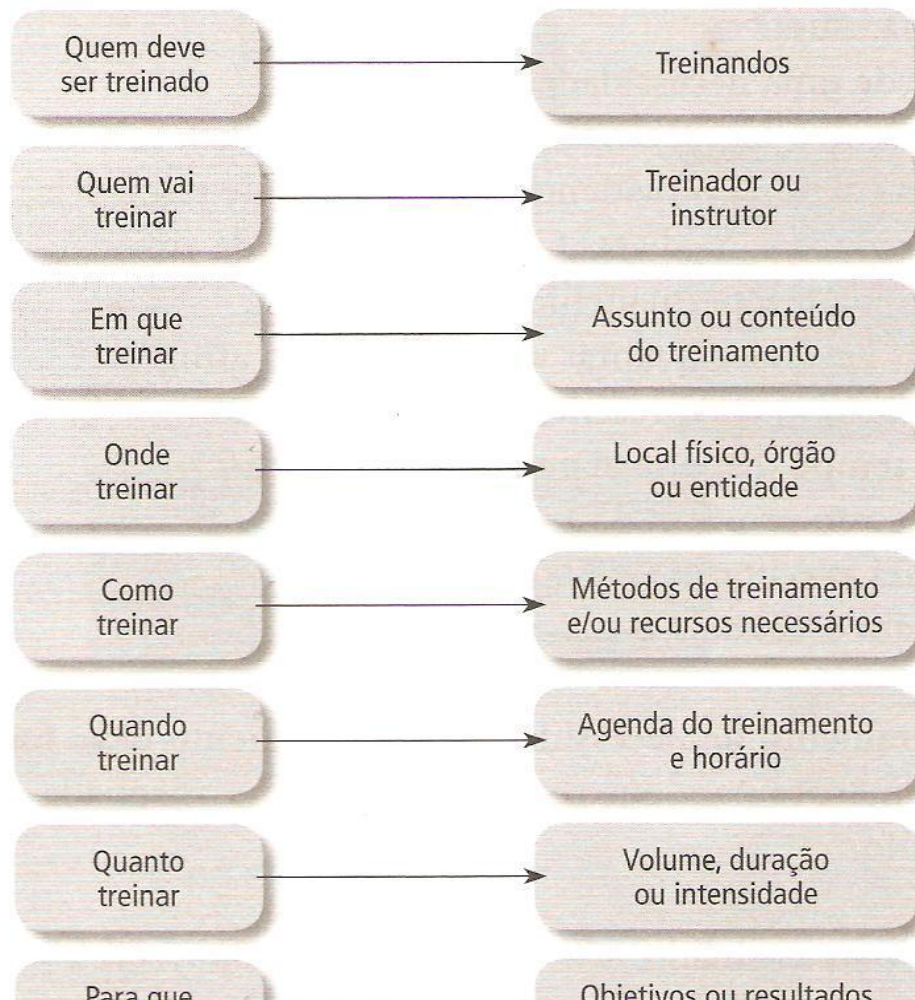 Quem deve
ser treinado
Treinandos
Quem vai
treinar
Treinador ou
instrutor
Em que
treinar
Assunto ou conteúdo
do treinamento
Onde
treinar
Local físico, órgão
ou entidade
Como
treinar
Métodos de treinamento
e/ou recursos necessários
Quando
treinar
Agenda do treinamento
e horário
Quanto
treinar
Volume, duração
ou intensidade
Para que
Objetivos ou resultados